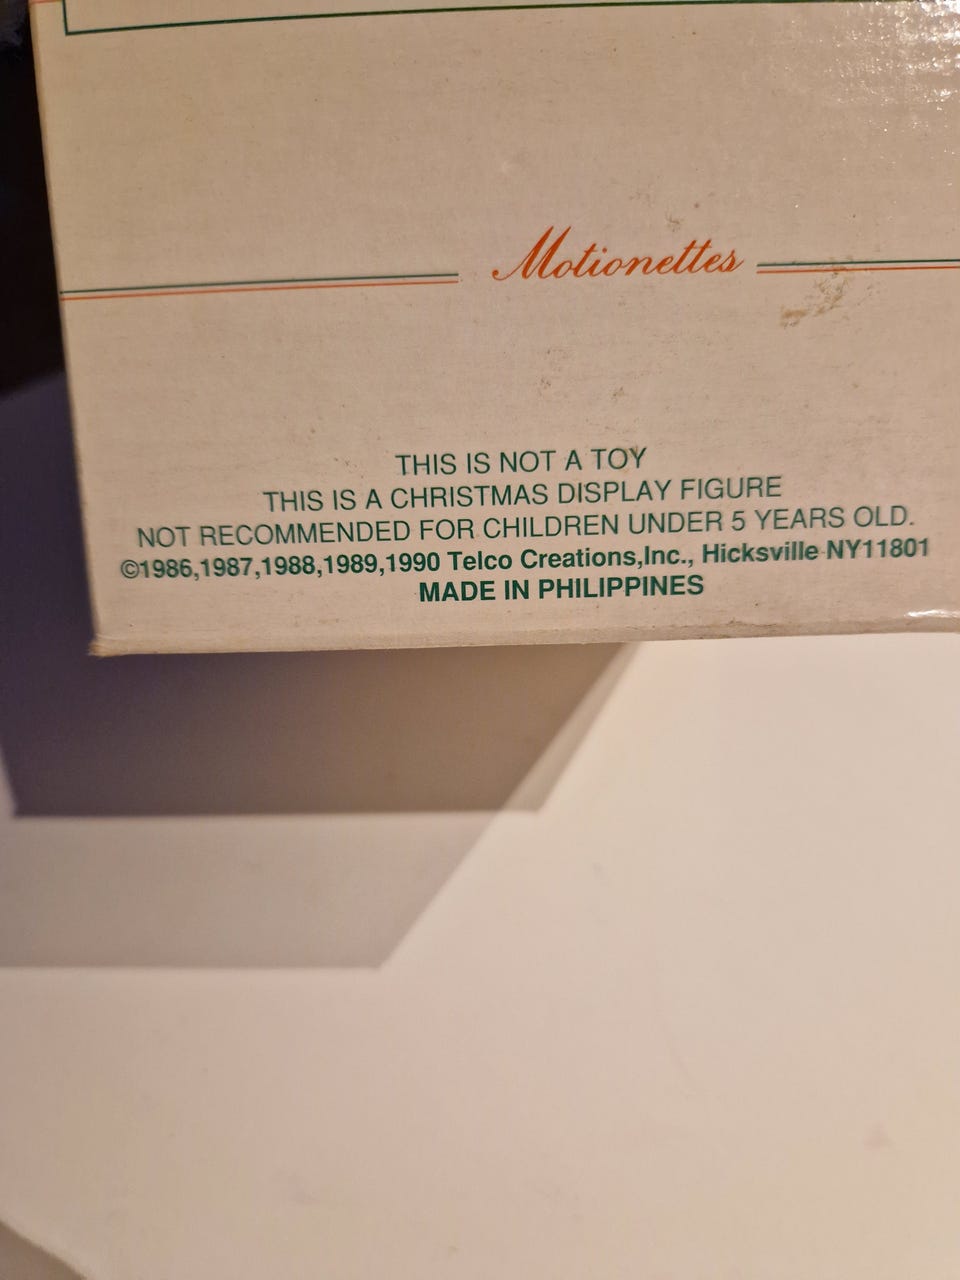 Motionettes
THIS IS NOT A TOY
THIS IS A CHRISTMAS DISPLAY FIGURE
NOT RECOMMENDED FOR CHILDREN UNDER 5 YEARS OLD.
©1986,1987,1988,1989,1990 Telco Creations,Inc., Hicksville NY11801
MADE IN PHILIPPINES